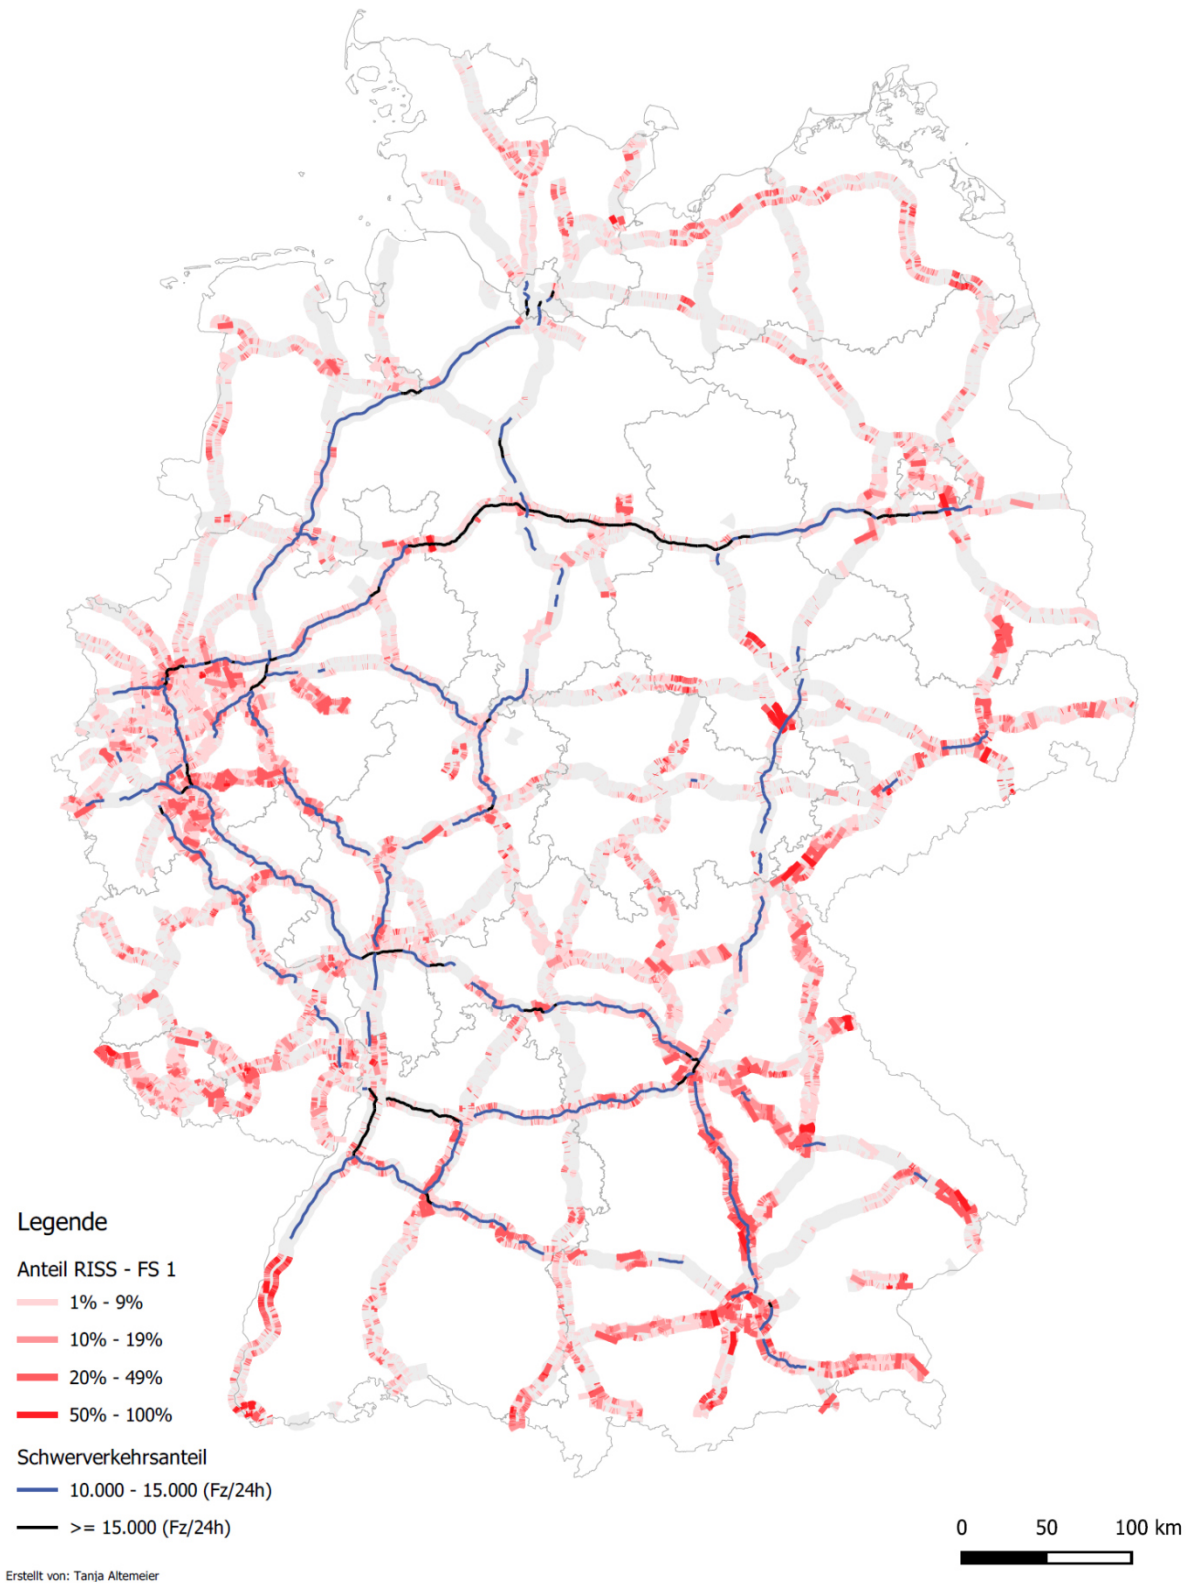 Legende
Anteil RISS - FS 1
1% - 9%
10% - 19%
20% - 49%
50% - 100%
Schwerverkehrsanteil
10.000 - 15.000 (Fz/24h)
>= 15.000 (Fz/24h)
0 50 100 km
Erstellt von: Tanja Altemeier